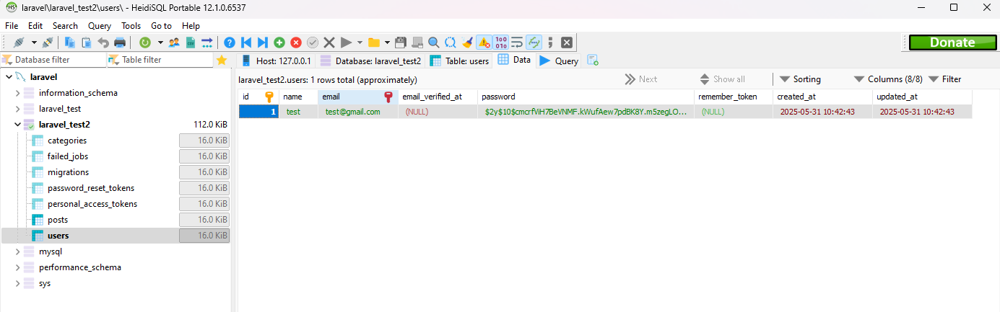 laravel\laravel_test2\users\ - HeidiSQL Portable 12.1.0.6537
File Edit Search Query Tools Go to Help
Donate
Database filter Table filter
Host: 127.0.0.1 Database: laravel_test2 Table: users Data Query
laravel_test2.users: 1 rows total (approximately) Next Show all Sorting Columns (8/8) Filter
id name email email_verified_at password remember_token created_at updated_at
1 test test@gmail.com (NULL) $2y$10$cmcrfViH7BeVNMF.kWufAew7pdBK8Y.m5zegLO... (NULL) 2025-05-31 10:42:43 2025-05-31 10:42:43
laravel
information_schema
laravel_test
laravel_test2 112.0 KiB
categories 16.0 KiB
failed_jobs 16.0 KiB
migrations 16.0 KiB
password_reset_tokens 16.0 KiB
personal_access_tokens 16.0 KiB
posts 16.0 KiB
users 16.0 KiB
mysql
performance_schema
sys